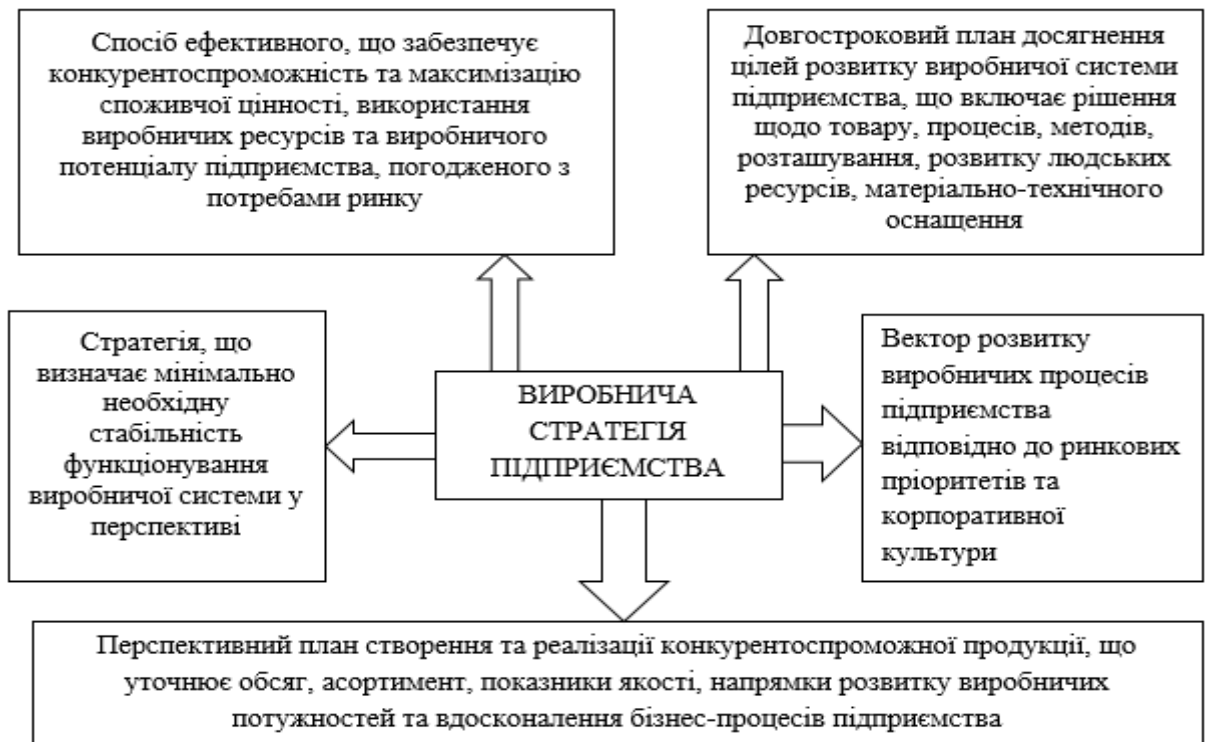 Спосіб ефективного, що забезпечує
конкурентоспроможність та максимізацію
споживчої цінності, використання
виробничих ресурсів та виробничого
потенціалу підприємства, погодженого з
потребами ринку
Довгостроковий план досягнення
цілей розвитку виробничої системи
підприємства, що включає рішення
щодо товару, процесів, методів,
розташування, розвитку людських
ресурсів, матеріально-технічного
оснащення
Стратегія, що
визначає мінімально
необхідну
стабільність
функціонування
виробничої системи у
перспективі
ВИРОБНИЧА
СТРАТЕГІЯ
ПІДПРИЄМСТВА
Вектор розвитку
виробничих процесів
підприємства
відповідно до ринкових
пріоритетів та
корпоративної
культури
Перспективний план створення та реалізації конкурентоспроможної продукції, що
уточнює обсяг, асортимент, показники якості, напрямки розвитку виробничих
потужностей та вдосконалення бізнес-процесів підприємства